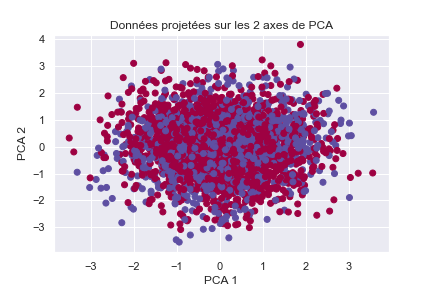 Données projetées sur les 2 axes de PCA
4
3
2
1
0
−1
−2
−3
PCA 2
−3 −2 −1 0 1 2 3
PCA 1